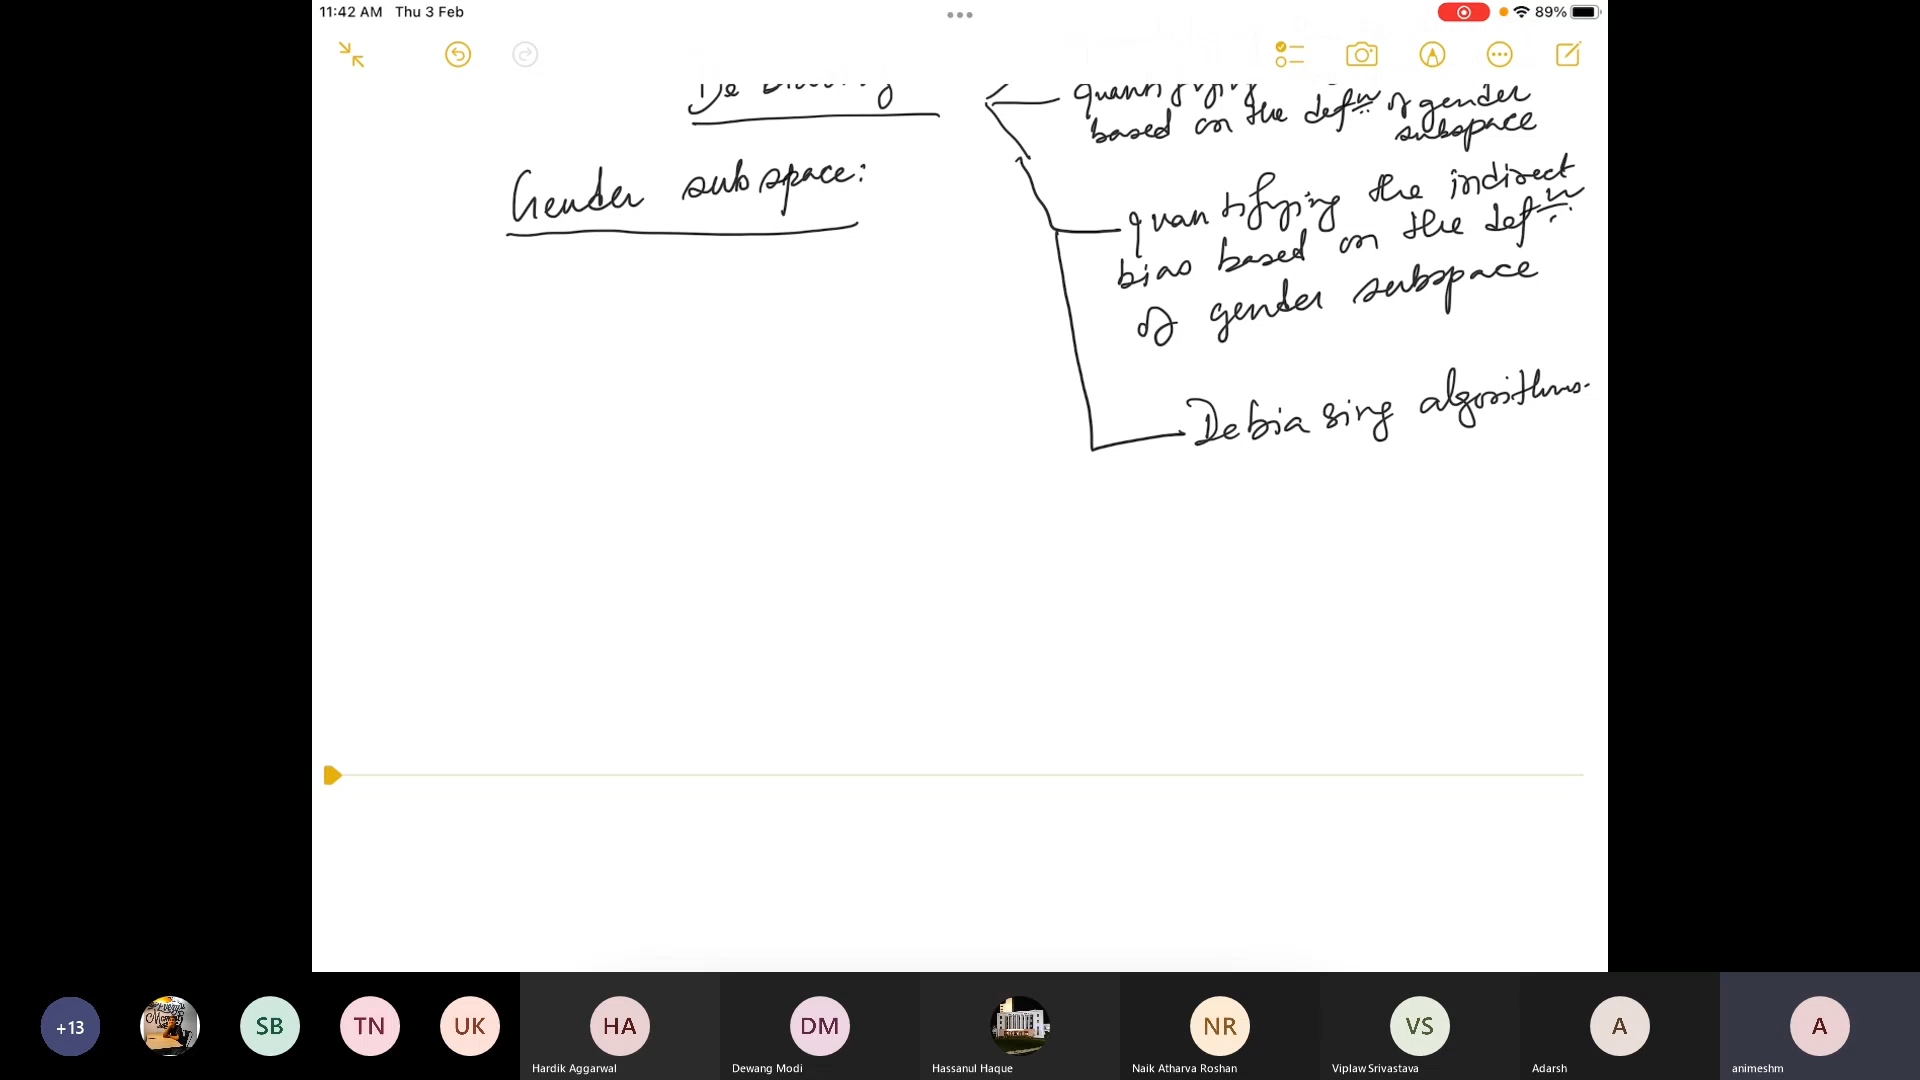 11:42 AM Thu 3 Feb
89%
quantifying
based on the defn of gender
subspace
Gender subspace:
quantifying the indirect
bias based on the defn
of gender subspace
Debiasing algorithms.
+13
SB
TN
UK
HA
DM
NR
VS
A
A
Hardik Aggarwal
Dewang Modi
Hassanul Haque
Naik Atharva Roshan
Viplaw Srivastava
Adarsh
animeshm